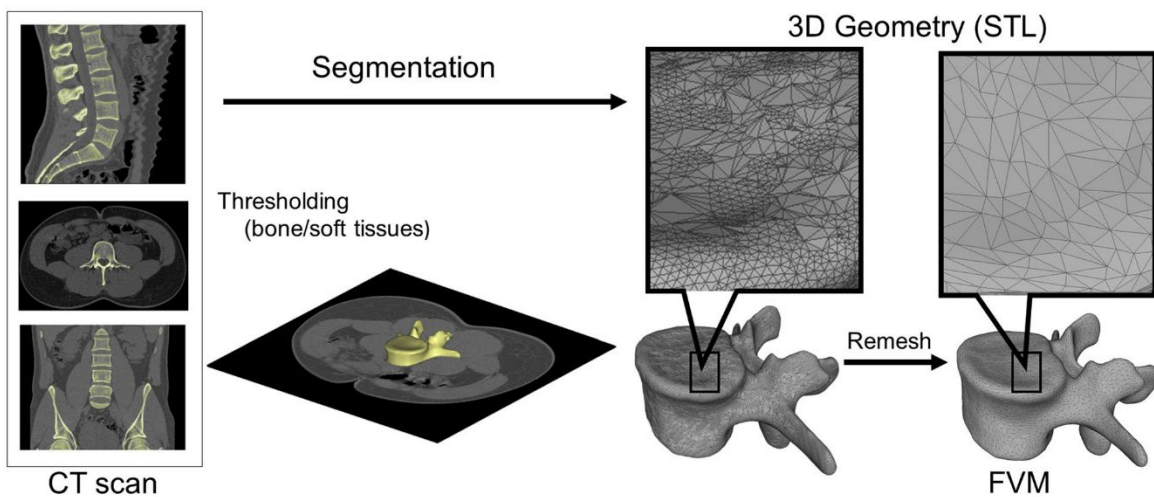 3D Geometry (STL)
Segmentation
Thresholding
(bone/soft tissues)
Remesh
CT scan
FVM